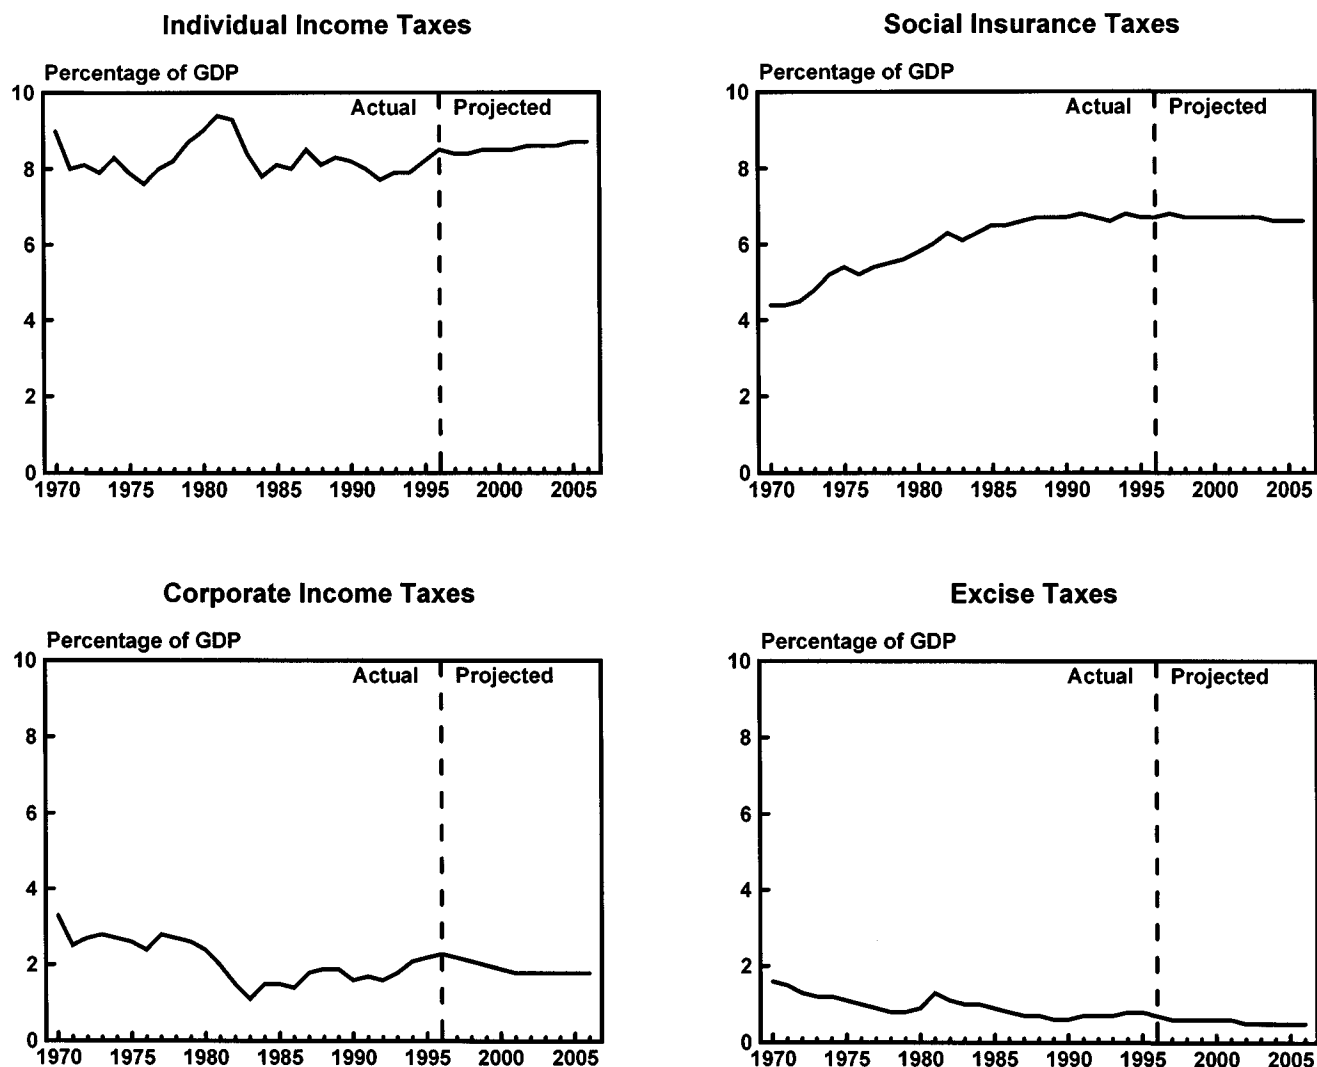 Individual Income Taxes
Percentage of GDP
Actual Projected
10
8
6
4
2
0
1970 1975 1980 1985 1990 1995 2000 2005
Social Insurance Taxes
Percentage of GDP
Actual Projected
10
8
6
4
2
0
1970 1975 1980 1985 1990 1995 2000 2005
Corporate Income Taxes
Percentage of GDP
Actual Projected
10
8
6
4
2
0
1970 1975 1980 1985 1990 1995 2000 2005
Excise Taxes
Percentage of GDP
Actual Projected
10
8
6
4
2
0
1970 1975 1980 1985 1990 1995 2000 2005